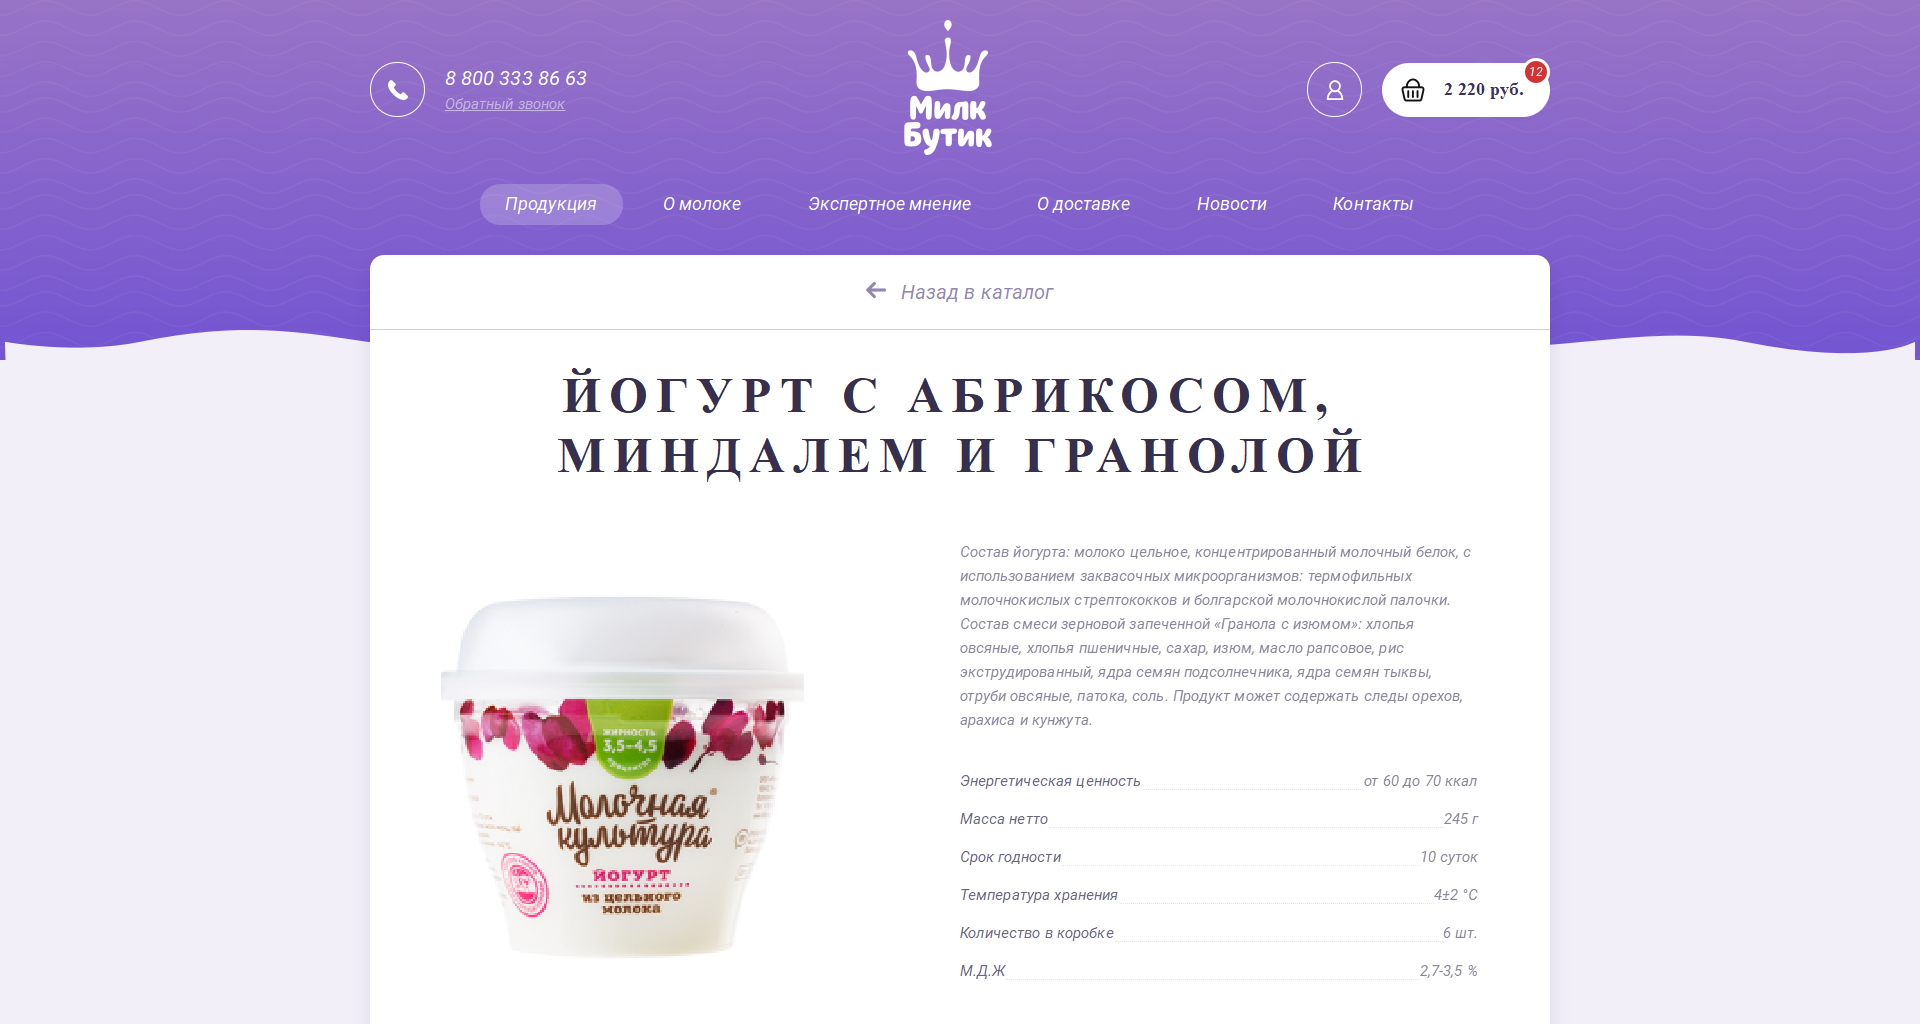 8 800 333 86 63
Обратный звонок
Милк
Бутик
2 220 руб.
12
Продукция
О молоке
Экспертное мнение
О доставке
Новости
Контакты
Назад в каталог
ЙОГУРТ С АБРИКОСОМ,
МИНДАЛЕМ И ГРАНОЛОЙ
Состав йогурта: молоко цельное, концентрированный молочный белок, с
использованием заквасочных микроорганизмов: термофильных
молочнокислых стрептококков и болгарской молочнокислой палочки.
Состав смеси зерновой запеченной «Гранола с изюмом»: хлопья
овсяные, хлопья пшеничные, сахар, изюм, масло рапсовое, рис
экструдированный, ядра семян подсолнечника, ядра семян тыквы,
отруби овсяные, патока, соль. Продукт может содержать следы орехов,
арахиса и кунжута.
ЖИРНОСТЬ
3,5–4,5
Молочная
культура
ЙОГУРТ
из цельного
молока
Энергетическая ценность от 60 до 70 ккал
Масса нетто 245 г
Срок годности 10 суток
Температура хранения 4±2 °С
Количество в коробке 6 шт.
М.Д.Ж 2,7-3,5 %